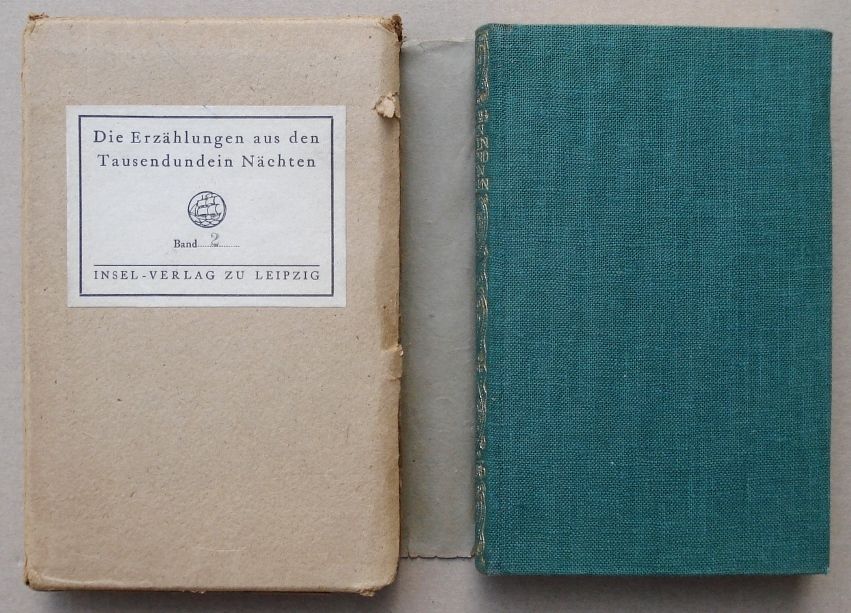 Die Erzählungen aus den
Tausendundein Nächten
Band 2
INSEL-VERLAG ZU LEIPZIG